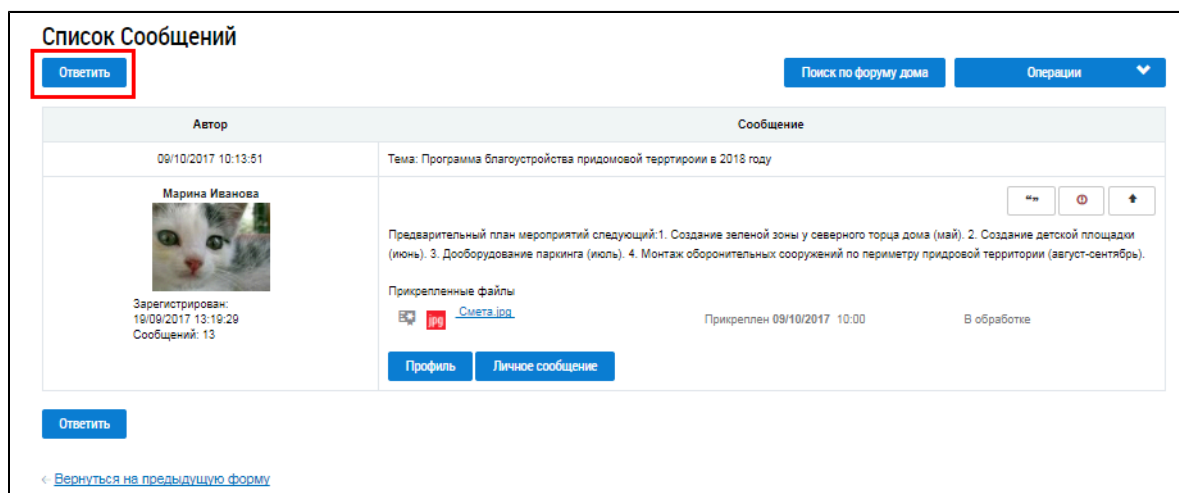 Список Сообщений
Ответить
Поиск по форуму дома
Операции
Автор
Сообщение
09/10/2017 10:13:51
Тема: Программа благоустройства придомовой терртироии в 2018 году
Марина Иванова
Предварительный план мероприятий следующий:1. Создание зеленой зоны у северного торца дома (май). 2. Создание детской площадки
(июнь). 3. Дооборудование паркинга (июль). 4. Монтаж оборонительных сооружений по периметру придровой территории (август-сентябрь).
Зарегистрирован:
19/09/2017 13:19:29
Сообщений: 13
Прикрепленные файлы
jpg
Смета.jpg
Прикреплен 09/10/2017 10:00
В обработке
Профиль
Личное сообщение
Ответить
← Вернуться на предыдущую форму